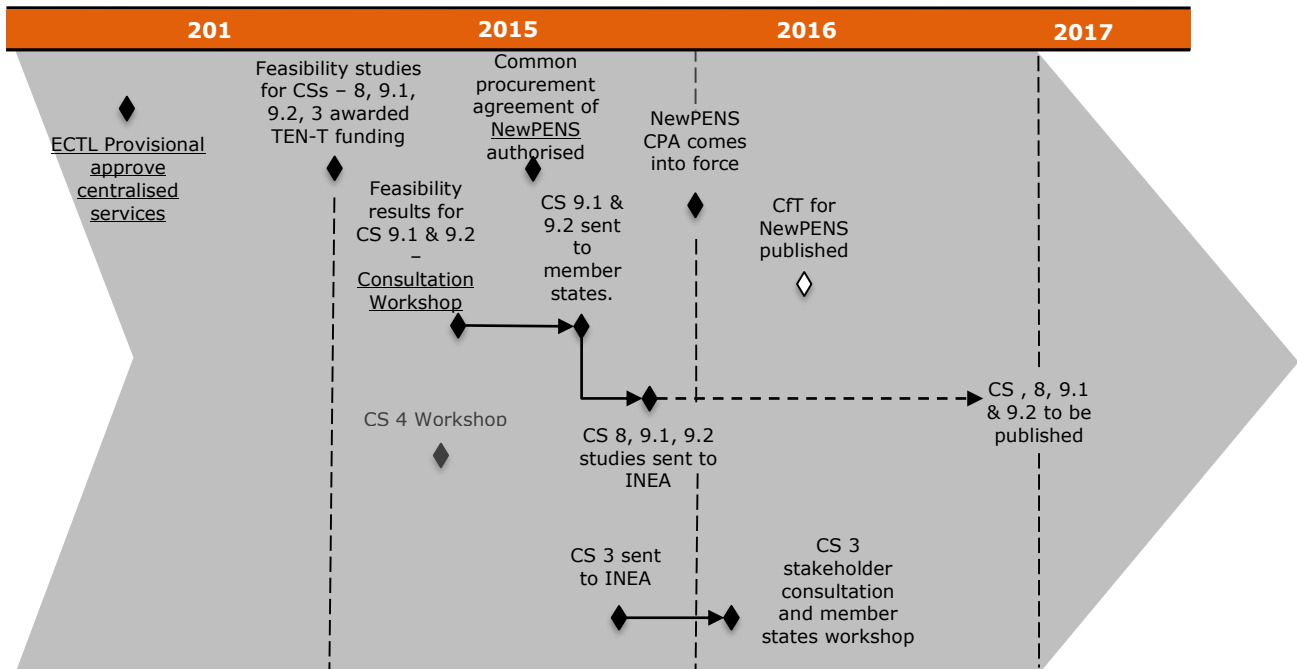 201
2015
2016
2017
ECTL Provisional
approve
centralised
services
Feasibility studies
for CSs – 8, 9.1,
9.2, 3 awarded
TEN-T funding
Common
procurement
agreement of
NewPENS
authorised
NewPENS
CPA comes
into force
Feasibility
results for
CS 9.1 & 9.2
–
Consultation
Workshop
CS 9.1 &
9.2 sent
to
member
states.
CfT for
NewPENS
published
CS 4 Workshop
CS 8, 9.1, 9.2
studies sent to
INEA
CS , 8, 9.1
& 9.2 to be
published
CS 3 sent
to INEA
CS 3
stakeholder
consultation
and member
states workshop